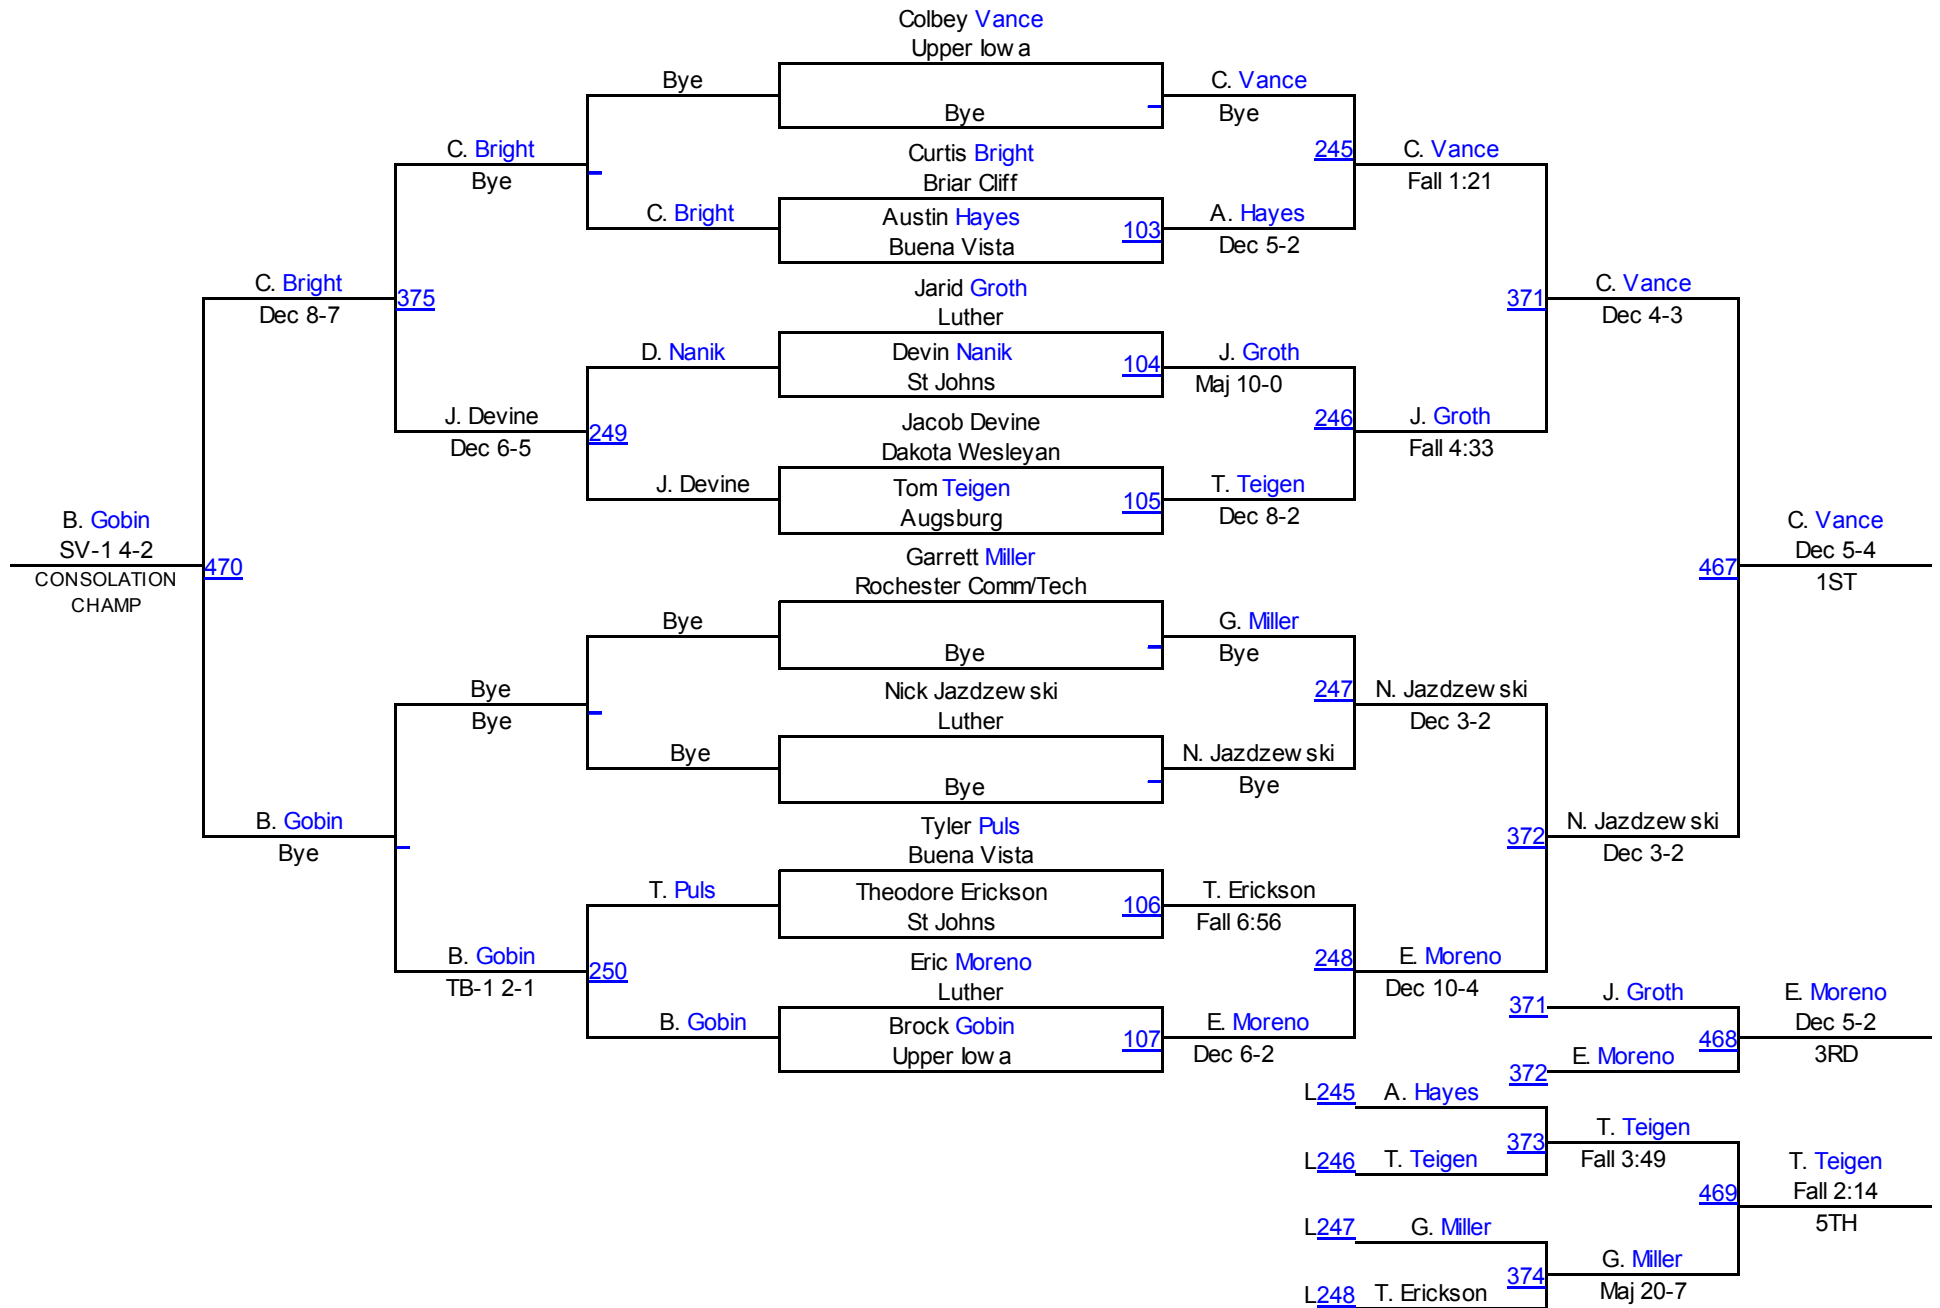 Colbey Vance
Upper Iowa
Bye
Bye
C. Vance
Bye
C. Bright
Bye
Curtis Bright
Briar Cliff
245
C. Vance
Fall 1:21
C. Bright
Austin Hayes
Buena Vista
103
A. Hayes
Dec 5-2
C. Bright
Dec 8-7
375
Jarid Groth
Luther
371
C. Vance
Dec 4-3
D. Nanik
Devin Nanik
St Johns
104
J. Groth
Maj 10-0
J. Devine
Dec 6-5
249
Jacob Devine
Dakota Wesleyan
246
J. Groth
Fall 4:33
J. Devine
Tom Teigen
Augsburg
105
T. Teigen
Dec 8-2
B. Gobin
SV-1 4-2
CONSOLATION
CHAMP
470
Garrett Miller
Rochester Comm/Tech
467
C. Vance
Dec 5-4
1ST
Bye
Bye
G. Miller
Bye
Bye
Bye
Nick Jazdzewski
Luther
247
N. Jazdzewski
Dec 3-2
Bye
Bye
N. Jazdzewski
Bye
B. Gobin
Bye
Tyler Puls
Buena Vista
372
N. Jazdzewski
Dec 3-2
T. Puls
Theodore Erickson
St Johns
106
T. Erickson
Fall 6:56
B. Gobin
TB-1 2-1
250
Eric Moreno
Luther
248
E. Moreno
Dec 10-4
B. Gobin
Brock Gobin
Upper Iowa
107
E. Moreno
Dec 6-2
371
J. Groth
372
E. Moreno
468
E. Moreno
Dec 5-2
3RD
L245
A. Hayes
L246
T. Teigen
373
T. Teigen
Fall 3:49
469
T. Teigen
Fall 2:14
5TH
L247
G. Miller
L248
T. Erickson
374
G. Miller
Maj 20-7